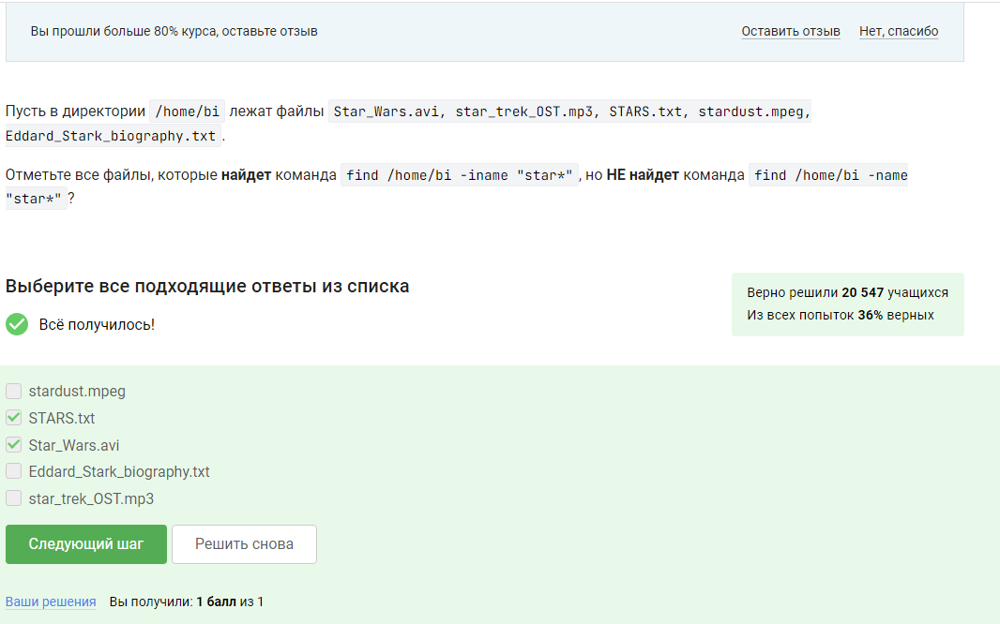 Вы прошли больше 80% курса, оставьте отзыв
Оставить отзыв
Нет, спасибо
Пусть в директории /home/bi лежат файлы Star_Wars.avi, star_trek_OST.mp3, STARS.txt, stardust.mpeg,
Eddard_Stark_biography.txt.
Отметьте все файлы, которые найдет команда find /home/bi -iname "star*", но НЕ найдет команда find /home/bi -name
"star*"?
Выберите все подходящие ответы из списка
Верно решили 20 547 учащихся
Из всех попыток 36% верных
Всё получилось!
stardust.mpeg
STARS.txt
Star_Wars.avi
Eddard_Stark_biography.txt
star_trek_OST.mp3
Следующий шаг
Решить снова
Ваши решения Вы получили: 1 балл из 1